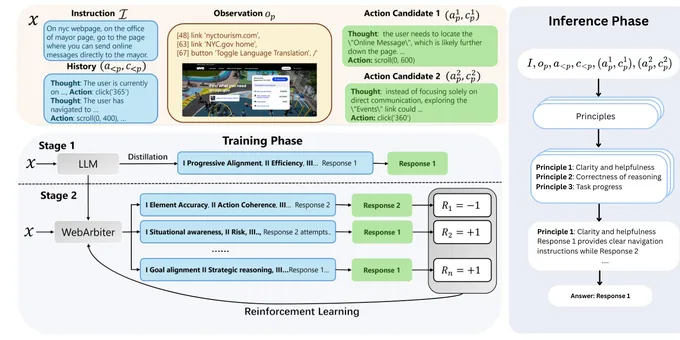 x
Instruction I
On nyc webpage, on the office
of mayor page, go to the page
where you can send online
messages directly to the mayor.
History (a<p, c<p)
Thought: The user is currently
on ..., Action: click('365')
Thought: The user has
navigated to ...
Action: scroll(0, 400), ...
Observation oₚ
[48] link 'nyctourism.com',
[63] link 'NYC.gov home',
[67] button 'Toggle Language Translation', /'
Action Candidate 1 (a¹ₚ, c¹ₚ)
Thought: the user needs to locate the
\"Online Message\", which is likely further
down the page. ...
Action: scroll(0, 600)
Action Candidate 2 (a²ₚ, c²ₚ)
Thought: instead of focusing solely on
direct communication, exploring the
\"Events\" link could ...
Action: click('360')
Training Phase
Stage 1
x
LLM
Distillation
I Progressive Alignment, II Efficiency, III... Response 1
Response 1
Stage 2
x
WebArbiter
I Element Accuracy, II Action Coherence, III... Response 2
Response 2
R₁ = −1
I Situational awareness, II Risk, III.., Response 2 attempts..
Response 1
R₂ = +1
......
I Goal alignment II Strategic reasoning, III...Response 1...
Response 1
Rₙ = +1
Reinforcement Learning
Inference Phase
I, oₚ, a<p, c<p, (a¹ₚ, c¹ₚ), (a²ₚ, c²ₚ)
Principles
Principle 1: Clarity and helpfulness
Principle 2: Correctness of reasoning
Principle 3: Task progress
Principle 1: Clarity and helpfulness
Response 1 provides clear navigation
instructions while Response 2
....
Answer: Response 1